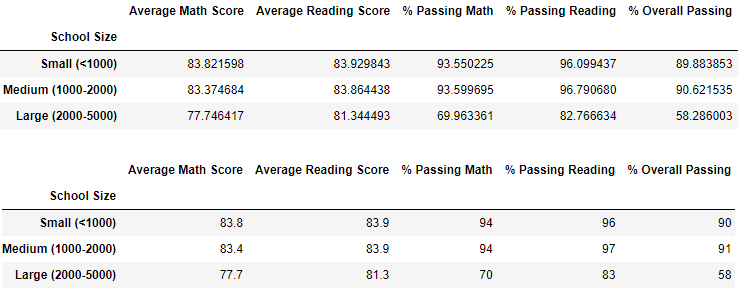 Average Math Score Average Reading Score % Passing Math % Passing Reading % Overall Passing
School Size
Small (<1000) 83.821598 83.929843 93.550225 96.099437 89.883853
Medium (1000-2000) 83.374684 83.864438 93.599695 96.790680 90.621535
Large (2000-5000) 77.746417 81.344493 69.963361 82.766634 58.286003
Average Math Score Average Reading Score % Passing Math % Passing Reading % Overall Passing
School Size
Small (<1000) 83.8 83.9 94 96 90
Medium (1000-2000) 83.4 83.9 94 97 91
Large (2000-5000) 77.7 81.3 70 83 58